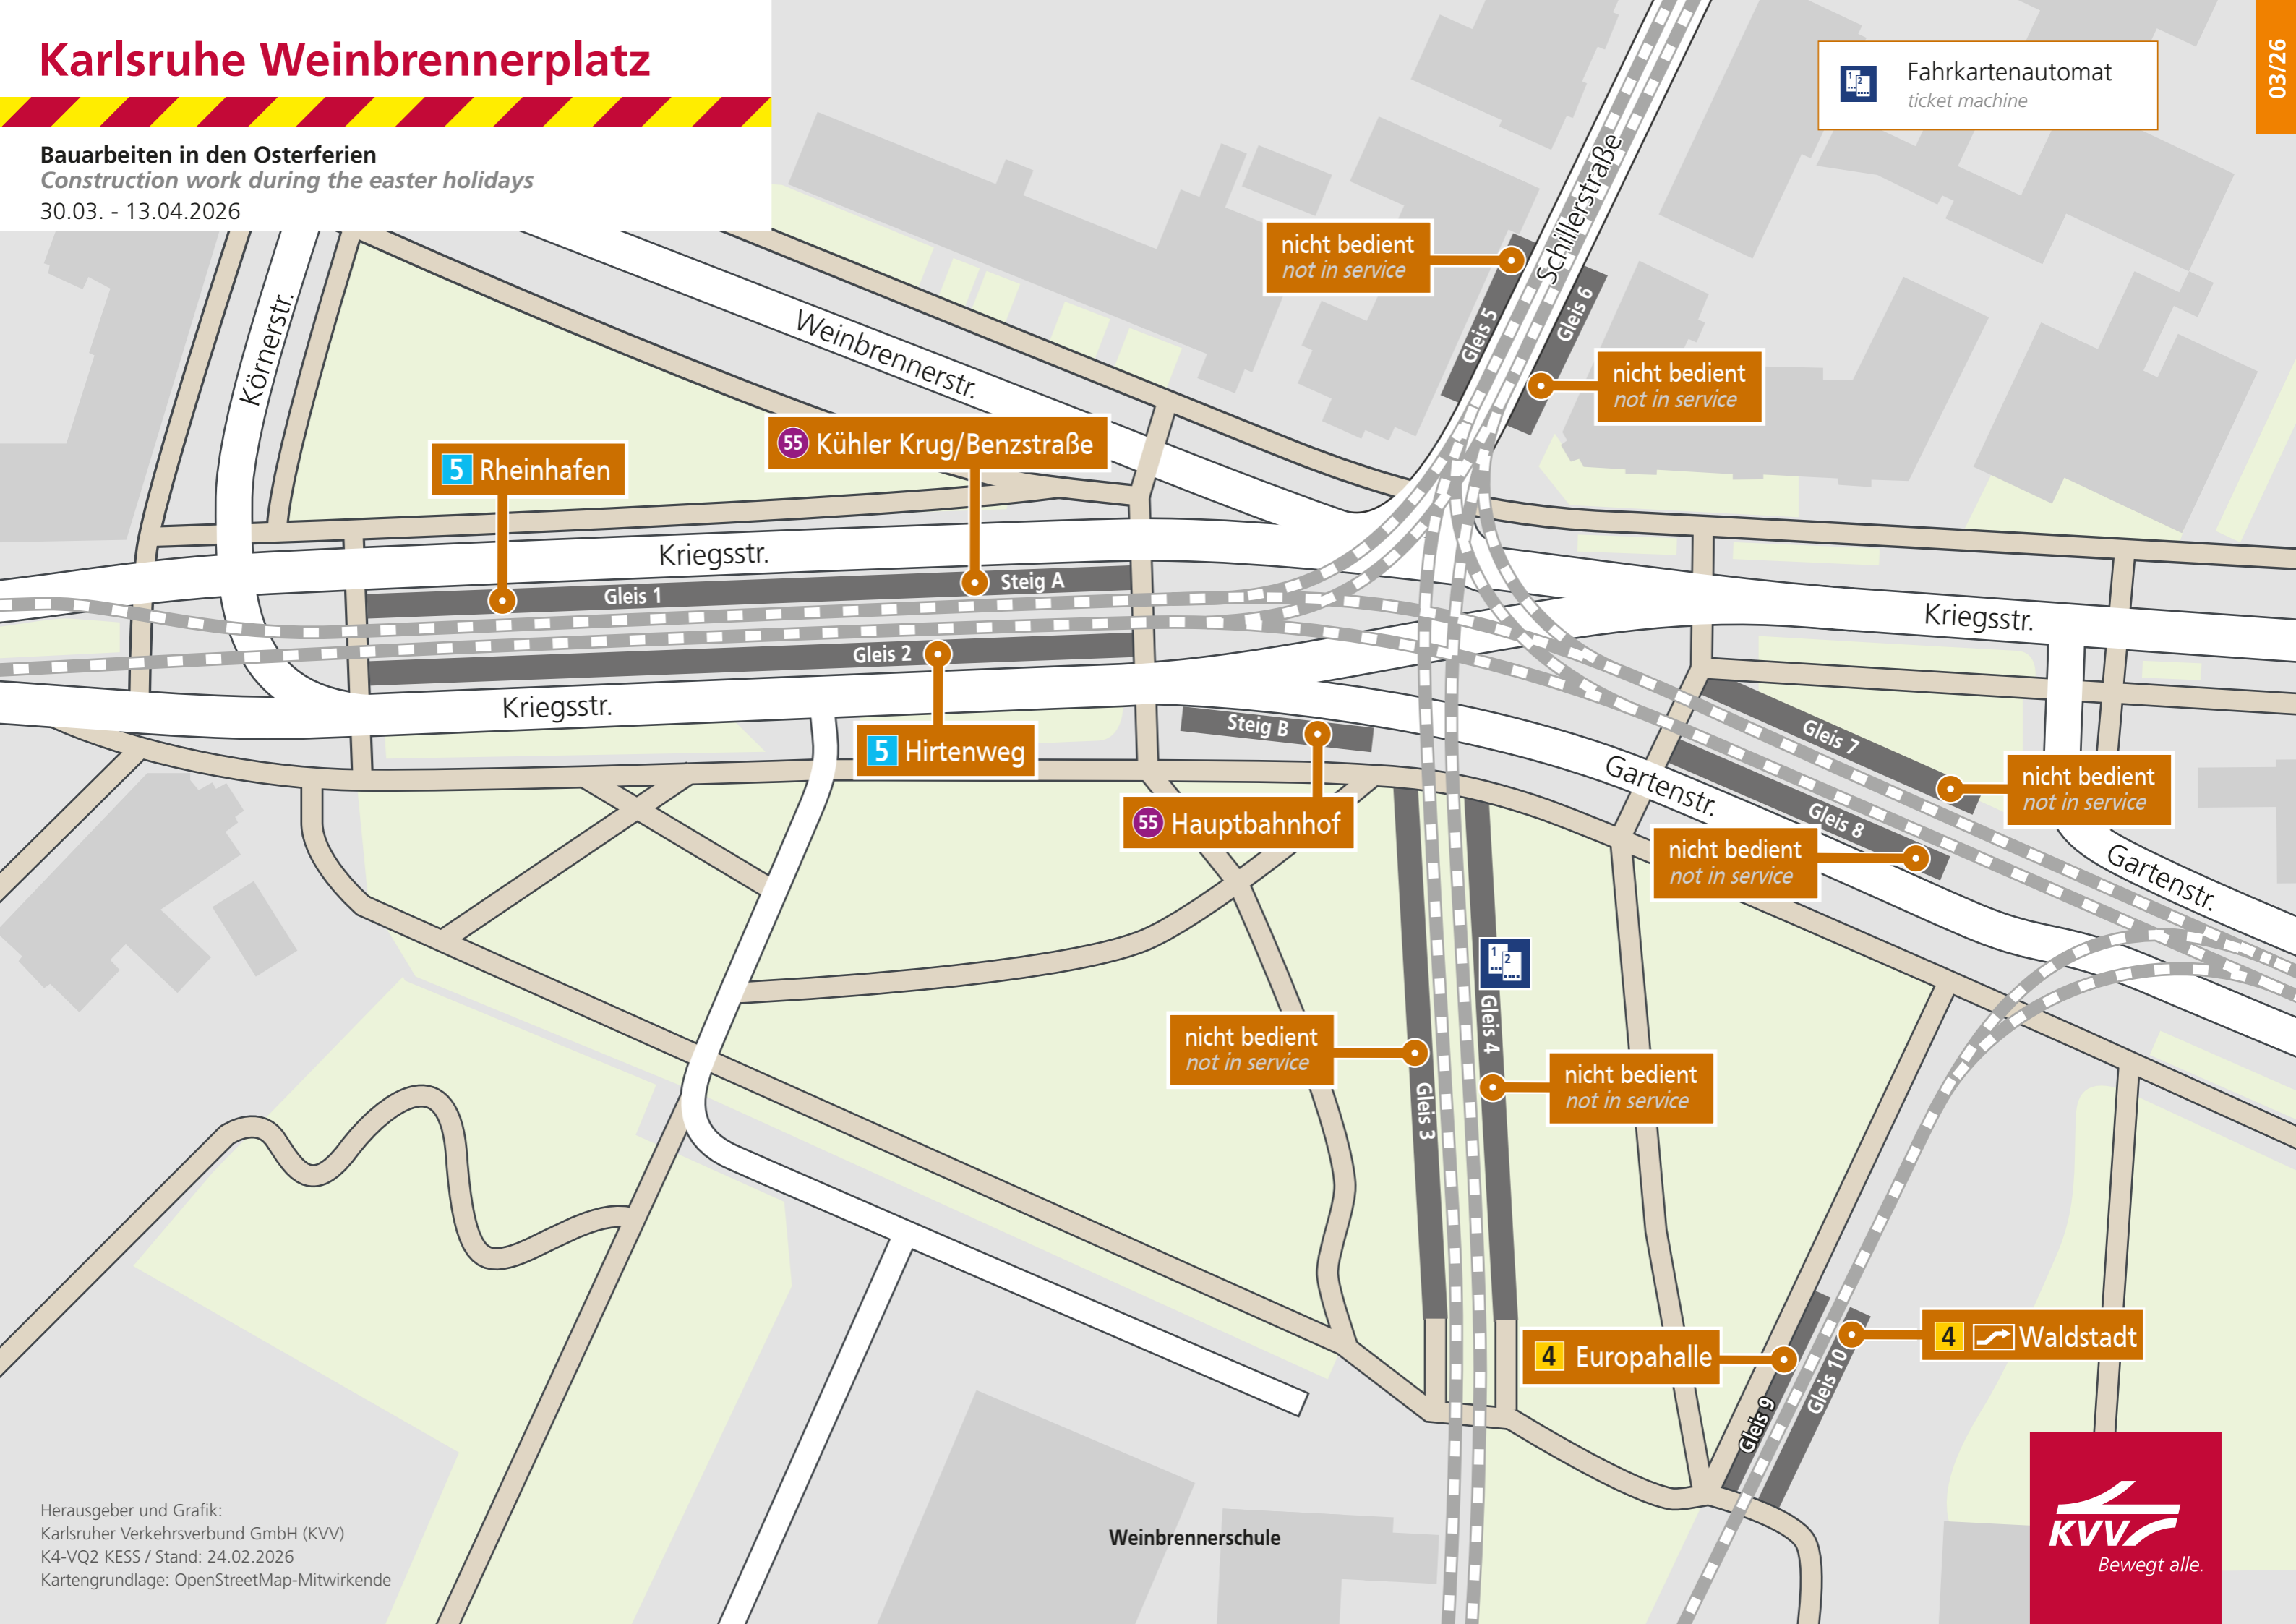 Karlsruhe Weinbrennerplatz
Bauarbeiten in den Osterferien
Construction work during the easter holidays
30.03. - 13.04.2026
Fahrkartenautomat
ticket machine
03/26
Schillerstraße
nicht bedient
not in service
Gleis 5
Gleis 6
nicht bedient
not in service
Körnerstr.
Weinbrennerstr.
55 Kühler Krug/Benzstraße
5 Rheinhafen
Kriegsstr.
Gleis 1
Steig A
Kriegsstr.
Gleis 2
Kriegsstr.
5 Hirtenweg
Steig B
55 Hauptbahnhof
Gleis 7
nicht bedient
not in service
Gartenstr.
Gleis 8
nicht bedient
not in service
Gartenstr.
1 2
Gleis 4
nicht bedient
not in service
Gleis 3
nicht bedient
not in service
4 Europahalle
4 Waldstadt
Gleis 10
Gleis 9
Weinbrennerschule
Herausgeber und Grafik:
Karlsruher Verkehrsverbund GmbH (KVV)
K4-VQ2 KESS / Stand: 24.02.2026
Kartengrundlage: OpenStreetMap-Mitwirkende
KVV
Bewegt alle.